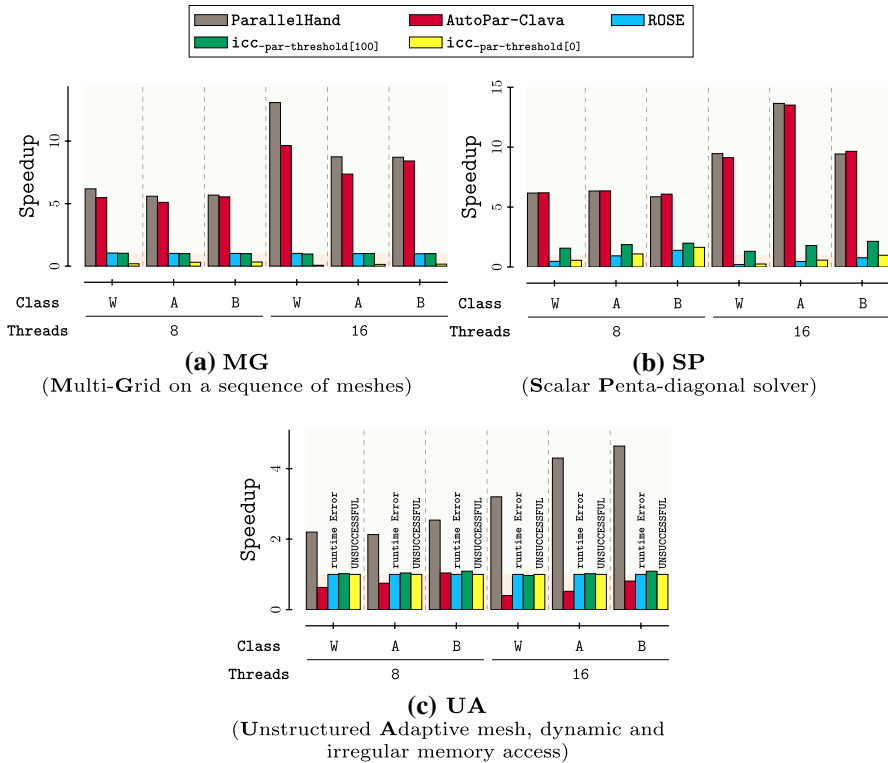 ParallelHand AutoPar-Clava ROSE
icc-par-threshold[100] icc-par-threshold[0]
Speedup
0 5 10
Class W A B W A B
Threads 8 16
(a) MG
(Multi-Grid on a sequence of meshes)
Speedup
0 5 10 15
Class W A B W A B
Threads 8 16
(b) SP
(Scalar Penta-diagonal solver)
Speedup
0 2 4
runtime Error UNSUCCESSFUL runtime Error UNSUCCESSFUL runtime Error UNSUCCESSFUL runtime Error UNSUCCESSFUL runtime Error UNSUCCESSFUL runtime Error UNSUCCESSFUL
Class W A B W A B
Threads 8 16
(c) UA
(Unstructured Adaptive mesh, dynamic and
irregular memory access)